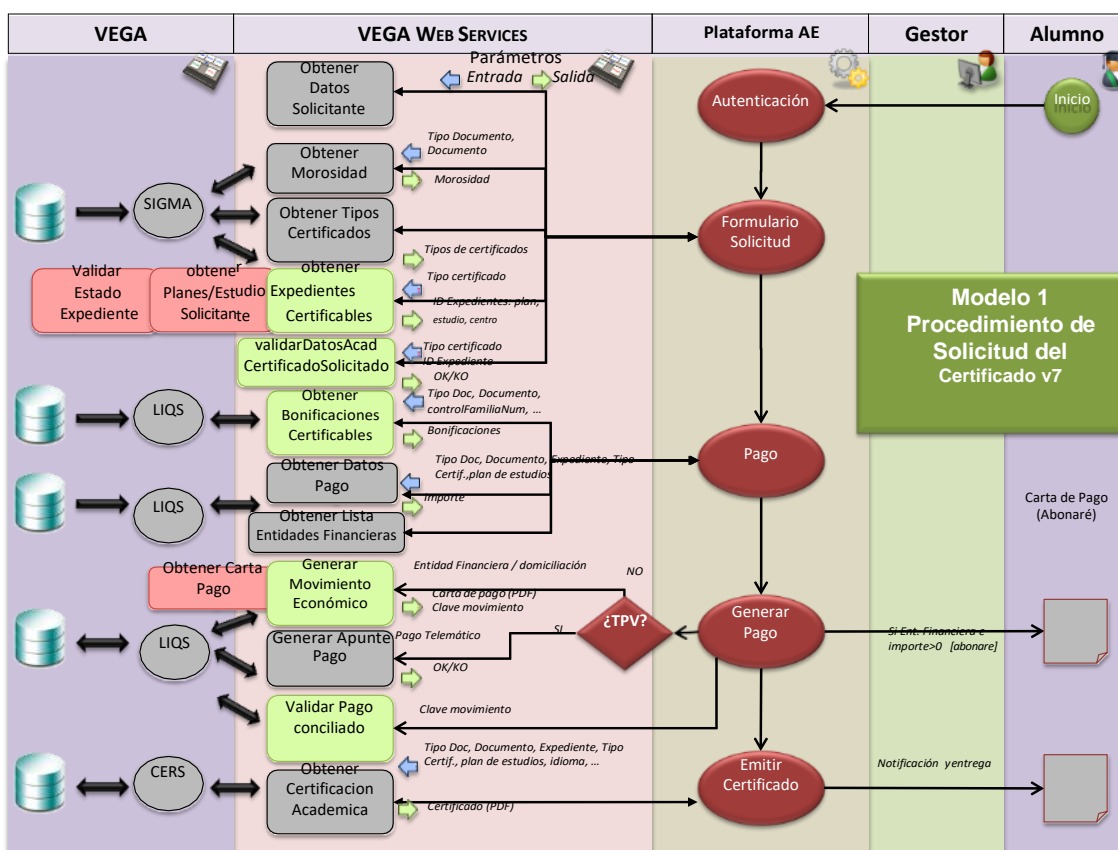 VEGA
VEGA WEB SERVICES
Plataforma AE
Gestor
Alumno
Parámetros
Entrada
Salida
Obtener
Datos
Solicitante
Autenticación
Inicio
Inicio
Tipo Documento,
Documento
Obtener
Morosidad
Morosidad
SIGMA
Obtener Tipos
Certificados
Formulario
Solicitud
Tipos de certificados
Validar
Estado
Expediente
obtener
Planes/Estudio
Solicitante
obtener
Expedientes
Certificables
Tipo certificado
ID Expedientes: plan,
estudio, centro
Modelo 1
Procedimiento de
Solicitud del
Certificado v7
validarDatosAcad
CertificadoSolicitado
Tipo certificado
ID Expediente
OK/KO
LIQS
Obtener
Bonificaciones
Certificables
Tipo Doc, Documento,
controlFamiliaNum, ...
Bonificaciones
Pago
LIQS
Obtener Datos
Pago
Tipo Doc, Documento, Expediente, Tipo
Certif.,plan de estudios
Importe
Obtener Lista
Entidades Financieras
Carta de Pago
(Abonaré)
Obtener Carta
Pago
Generar
Movimiento
Económico
Entidad Financiera / domiciliación
NO
Carta de pago (PDF)
Clave movimiento
¿TPV?
Generar
Pago
LIQS
Generar Apunte
Pago
Pago Telemático
SI
OK/KO
Si Ent. Financiera e
importe>0 [abonare]
Validar Pago
conciliado
Clave movimiento
CERS
Obtener
Certificacion
Academica
Tipo Doc, Documento, Expediente, Tipo
Certif., plan de estudios, idioma, ...
Certificado (PDF)
Emitir
Certificado
Notificación y entrega